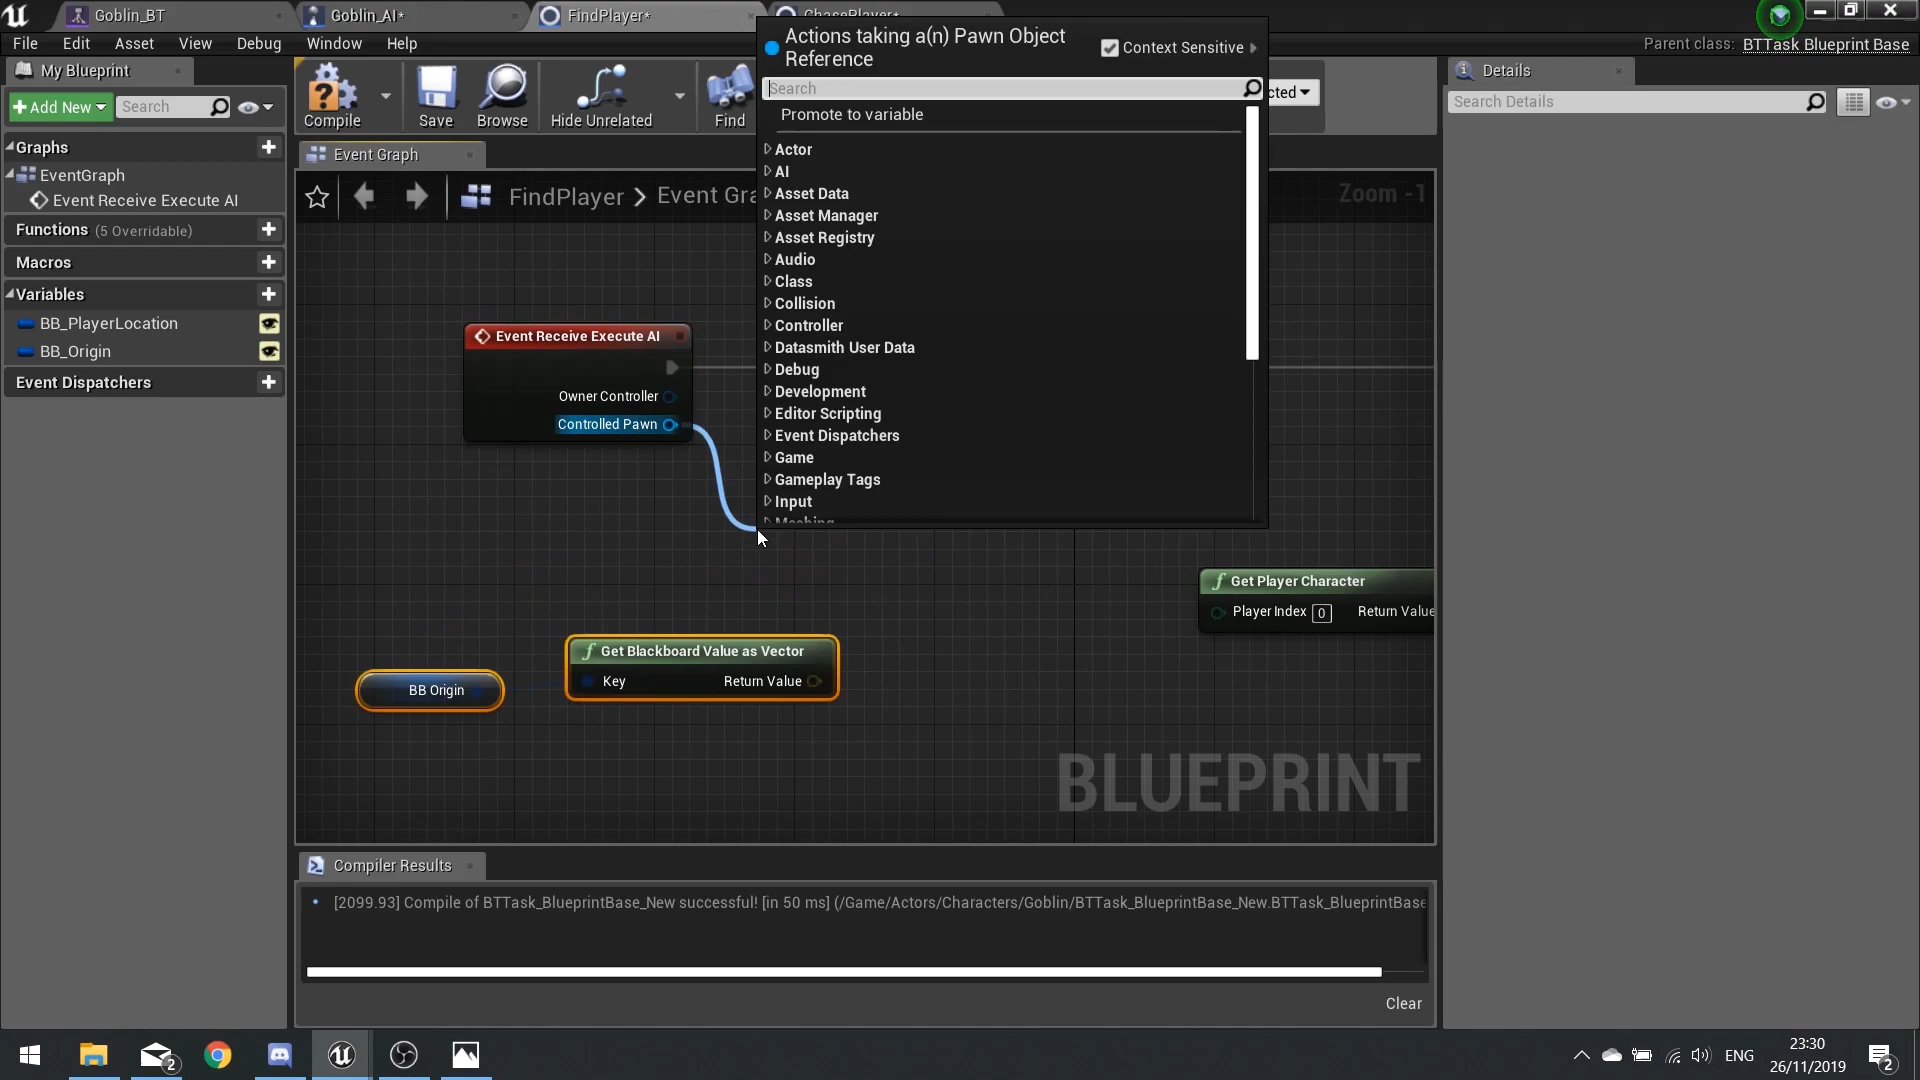 Goblin_BT
Goblin_AI*
FindPlayer*
ChasePlayer*
File
Edit
Asset
View
Debug
Window
Help
Parent class: BTTask Blueprint Base
My Blueprint
Add New
Search
Compile
Save
Browse
Hide Unrelated
Find
cted
Details
Search Details
Actions taking a(n) Pawn Object
Reference
Context Sensitive
Search
Promote to variable
Actor
AI
Asset Data
Asset Manager
Asset Registry
Audio
Class
Collision
Controller
Datasmith User Data
Debug
Development
Editor Scripting
Event Dispatchers
Game
Gameplay Tags
Input
Graphs
EventGraph
Event Receive Execute AI
Functions (5 Overridable)
Macros
Variables
BB_PlayerLocation
BB_Origin
Event Dispatchers
Event Graph
FindPlayer > Event Gra
Zoom -1
Event Receive Execute AI
Owner Controller
Controlled Pawn
Get Player Character
Player Index 0 Return Value
Get Blackboard Value as Vector
Key Return Value
BB Origin
BLUEPRINT
Compiler Results
[2099.93] Compile of BTTask_BlueprintBase_New successful! [in 50 ms] (/Game/Actors/Characters/Goblin/BTTask_BlueprintBase_New.BTTask_BlueprintBase
Clear
2
ENG
23:30
26/11/2019
2